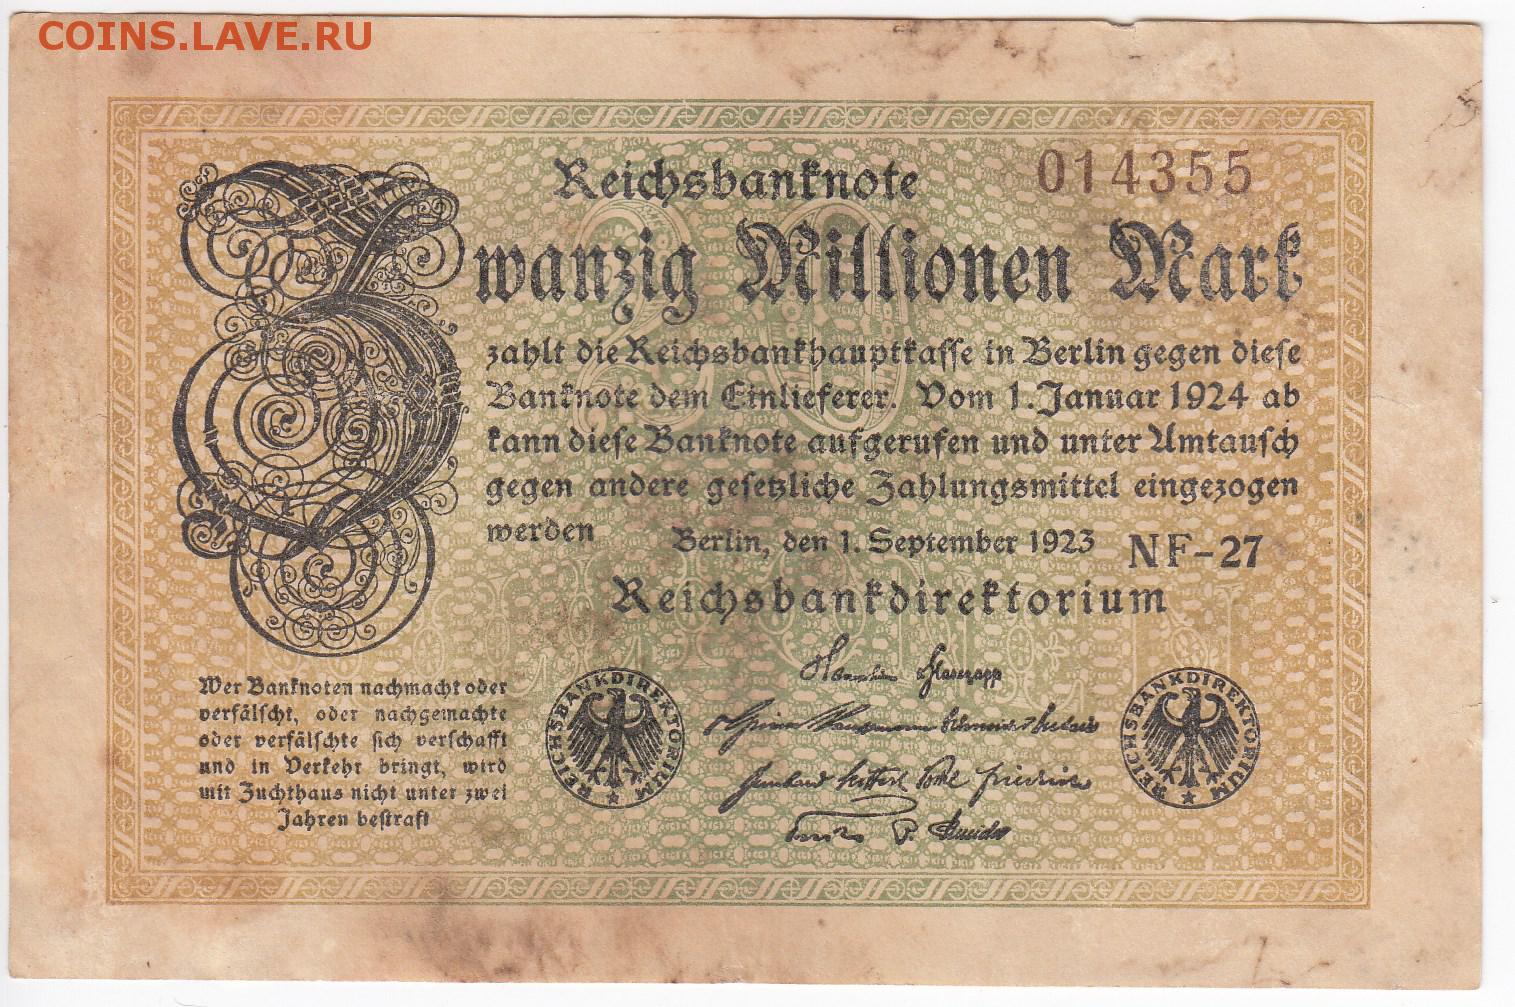 COINS.LAVE.RU
Reichsbanknote 014355
Zwanzig Millionen Mark
zahlt die Reichsbankhauptkasse in Berlin gegen diese
Banknote dem Einlieferer. Vom 1. Januar 1924 ab
kann diese Banknote aufgerufen und unter Umtausch
gegen andere gesetzliche Zahlungsmittel eingezogen
werden
Berlin, den 1. September 1923 NF-27
Reichsbankdirektorium
Wer Banknoten nachmacht oder
verfälscht, oder nachgemachte
oder verfälschte sich verschafft
und in Verkehr bringt, wird
mit Zuchthaus nicht unter zwei
Jahren bestraft
REICHSBANKDIREKTORIUM
REICHSBANKDIREKTORIUM
20